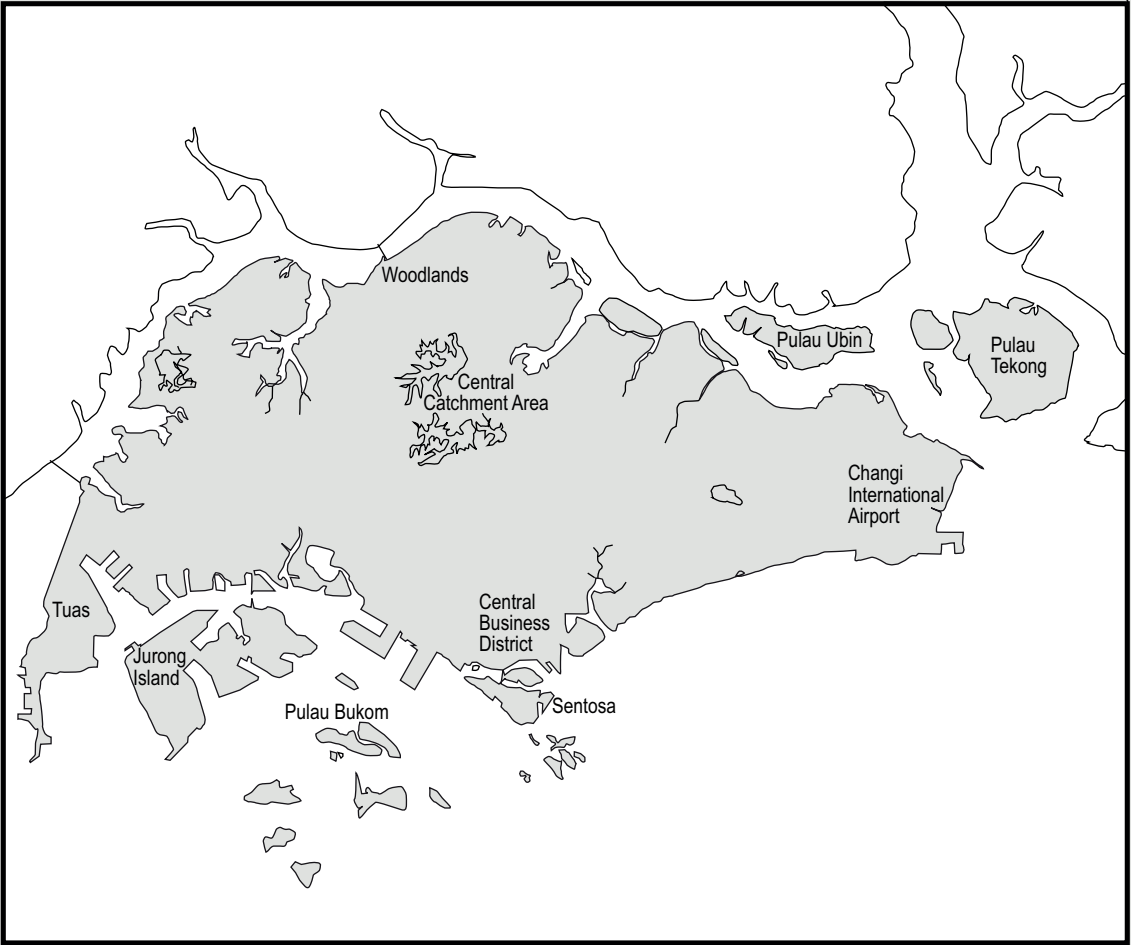 Woodlands
Pulau Ubin
Pulau
Tekong
Central
Catchment Area
Changi
International
Airport
Tuas
Central
Business
District
Jurong
Island
Pulau Bukom
Sentosa